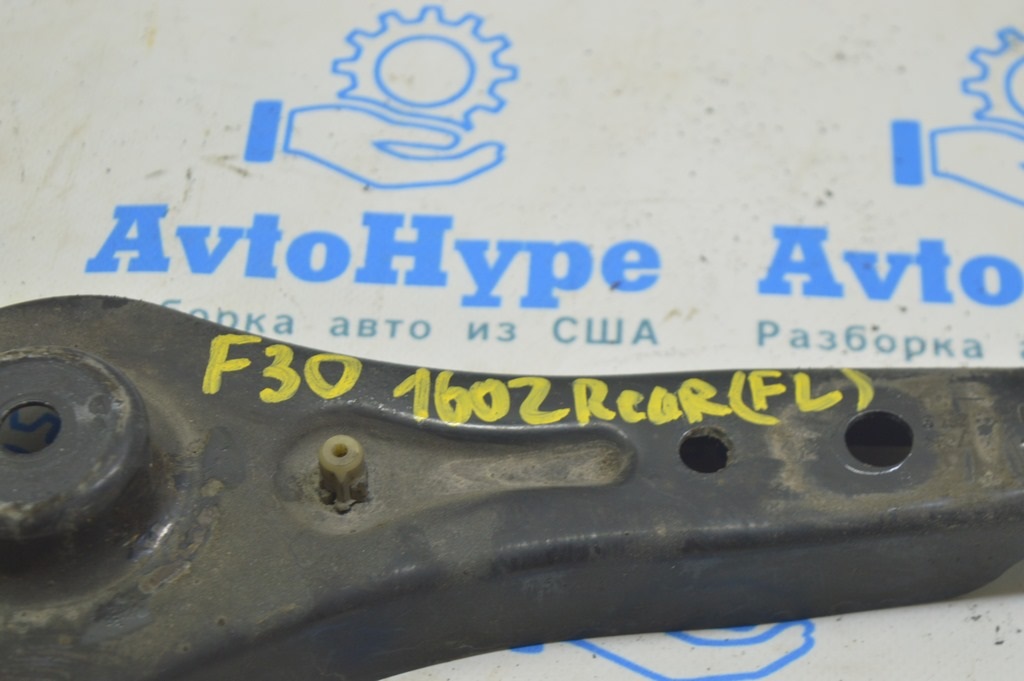 AvtoHype
Avto
борка авто из США
Разборка а
F30 1602 Rear (FL)